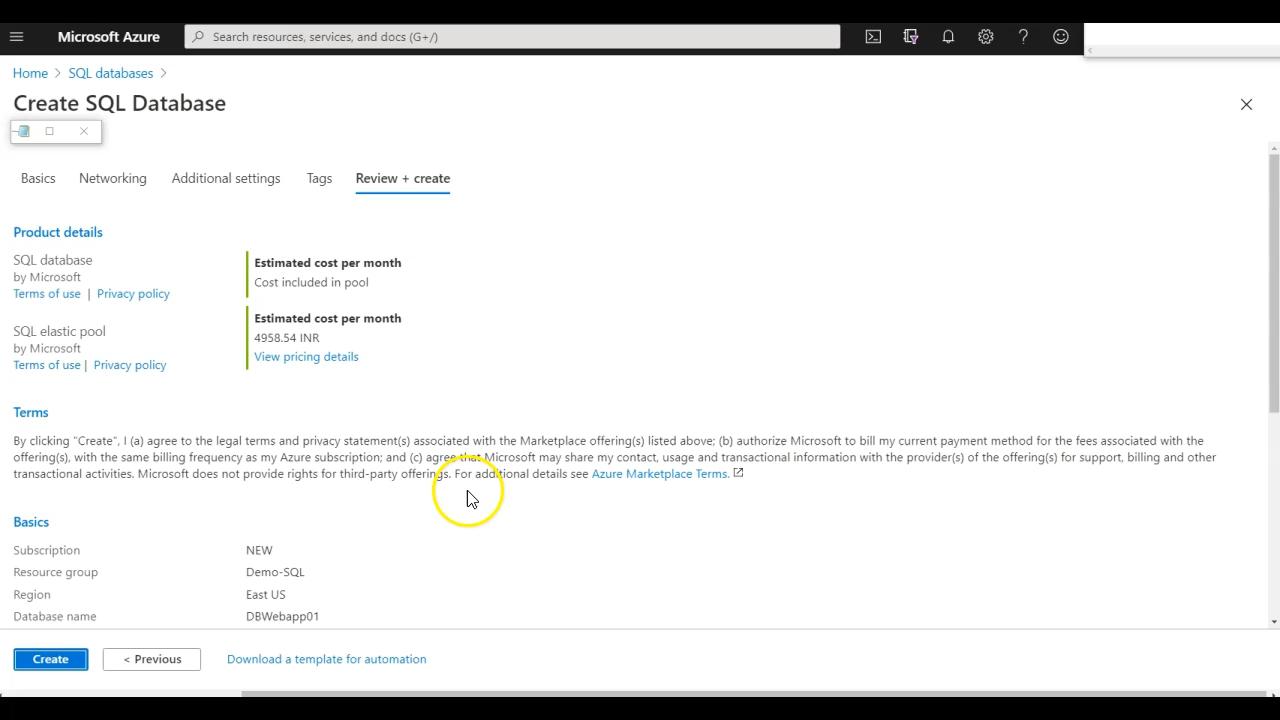 Microsoft Azure
Search resources, services, and docs (G+/)
Home > SQL databases >
Create SQL Database
Basics Networking Additional settings Tags Review + create
Product details
SQL database
by Microsoft
Terms of use | Privacy policy
Estimated cost per month
Cost included in pool
SQL elastic pool
by Microsoft
Terms of use | Privacy policy
Estimated cost per month
4958.54 INR
View pricing details
Terms
By clicking "Create", I (a) agree to the legal terms and privacy statement(s) associated with the Marketplace offering(s) listed above; (b) authorize Microsoft to bill my current payment method for the fees associated with the
offering(s), with the same billing frequency as my Azure subscription; and (c) agree that Microsoft may share my contact, usage and transactional information with the provider(s) of the offering(s) for support, billing and other
transactional activities. Microsoft does not provide rights for third-party offerings. For additional details see Azure Marketplace Terms.
Basics
Subscription NEW
Resource group Demo-SQL
Region East US
Database name DBWebapp01
Create < Previous Download a template for automation